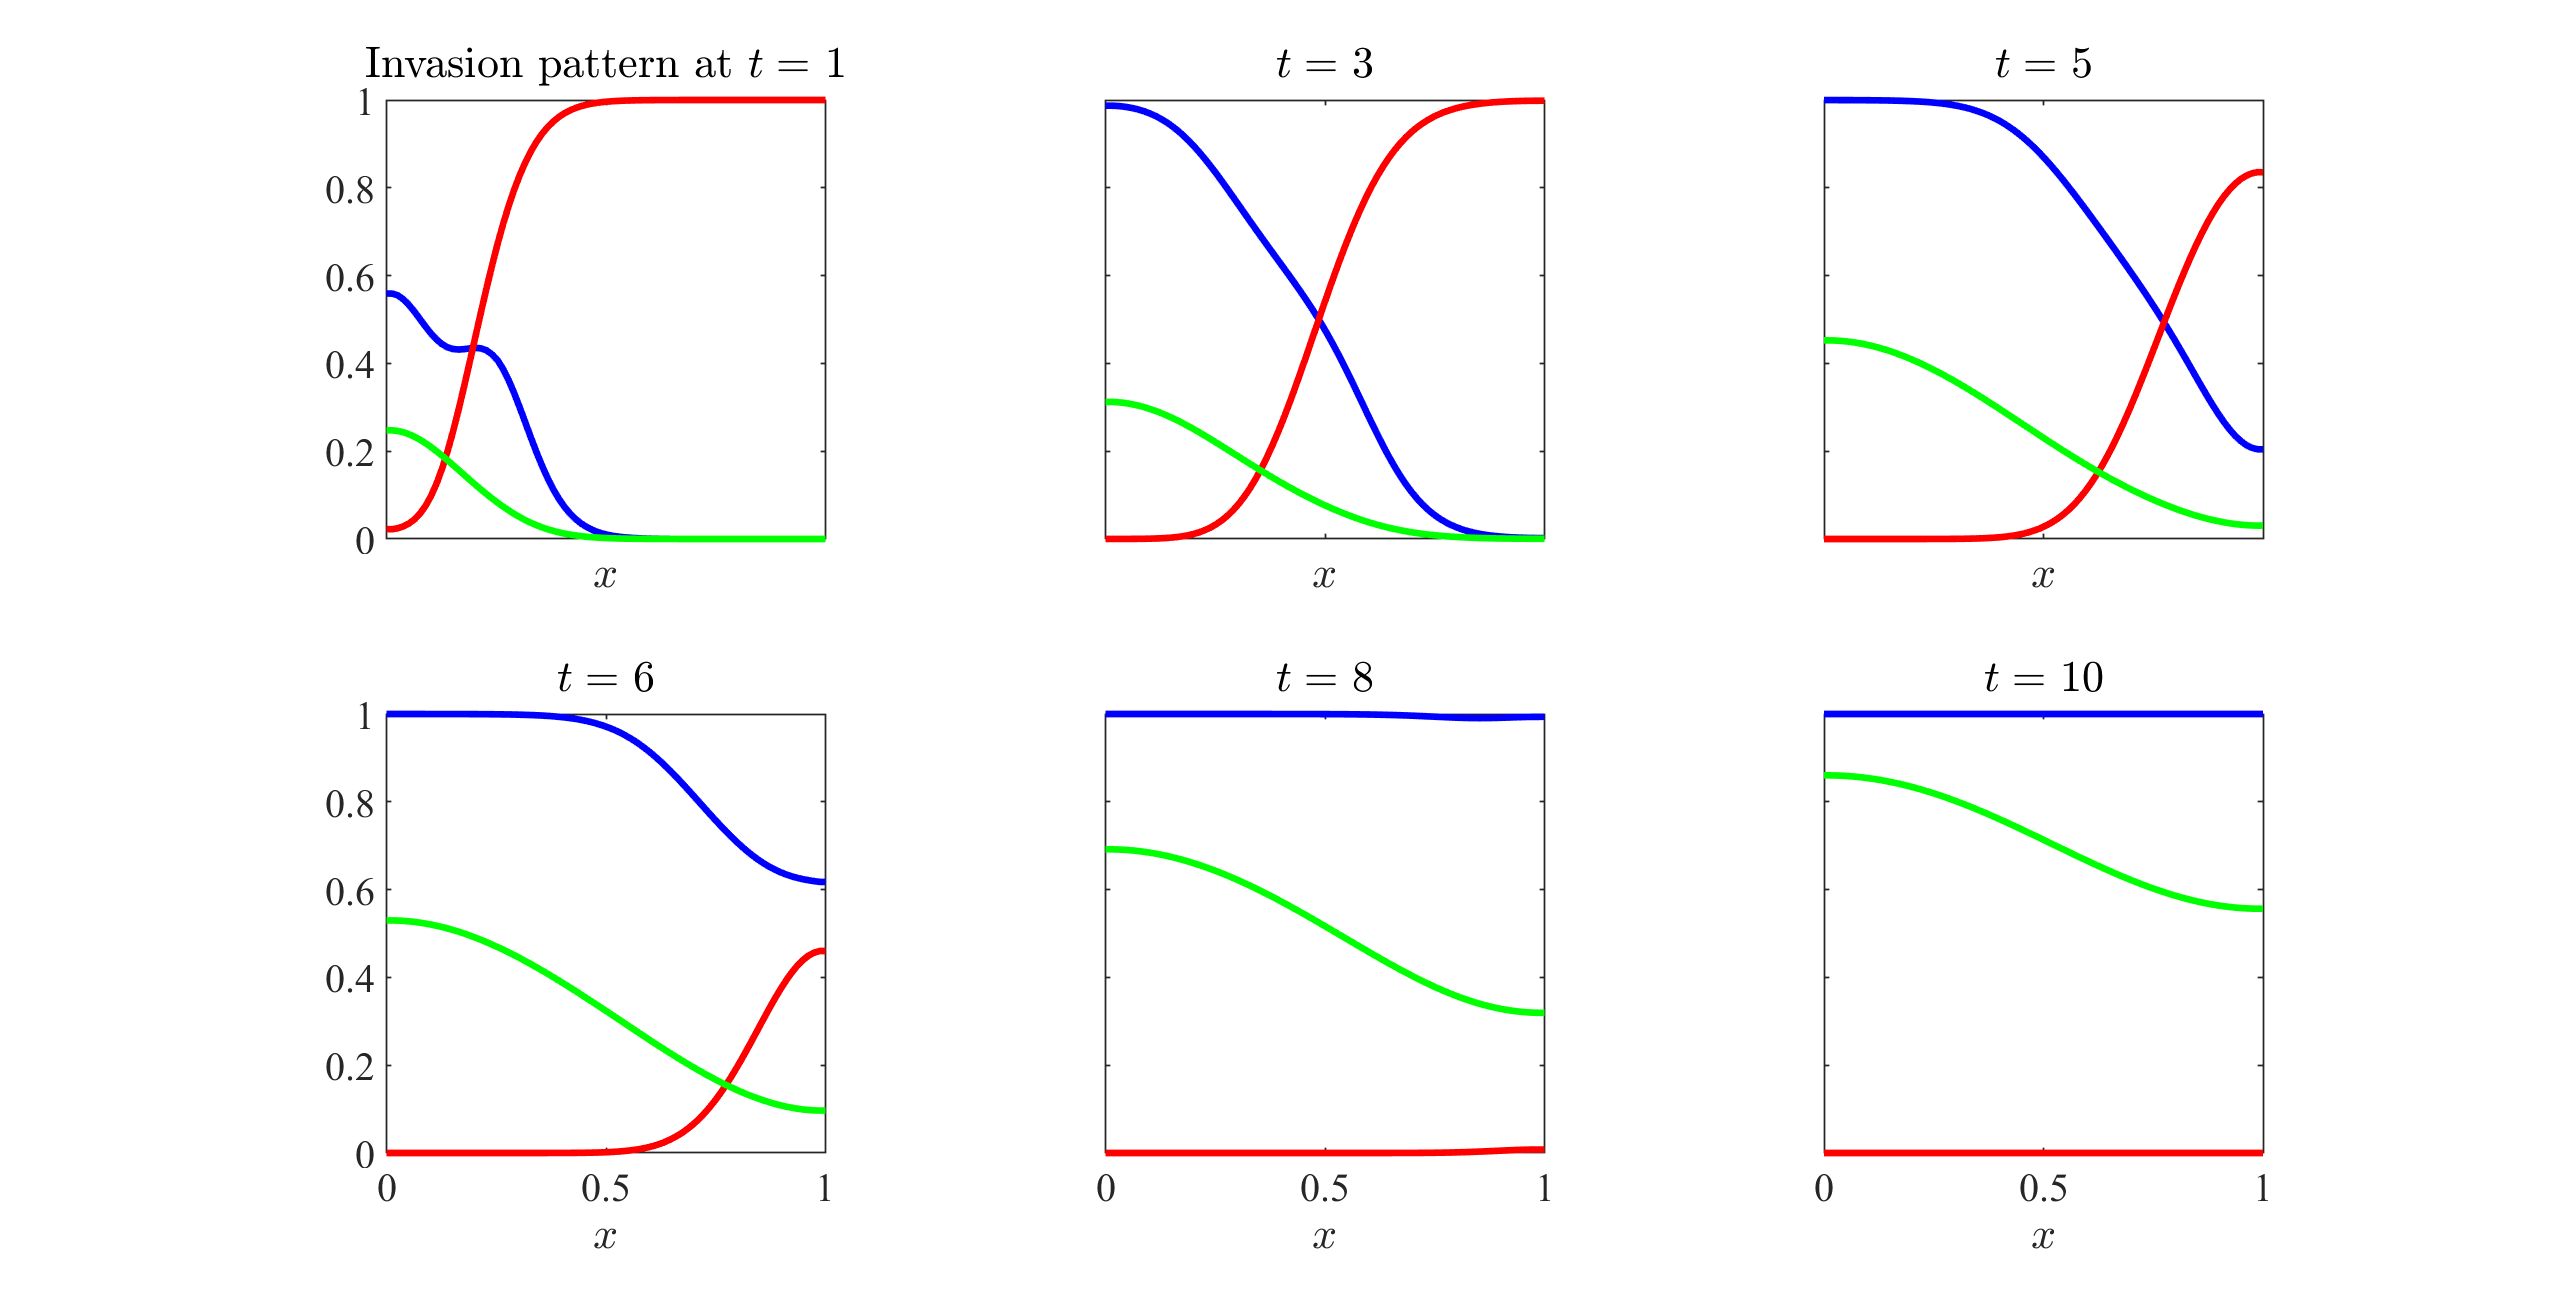 Invasion pattern at t = 1
t = 3
t = 5
1
0.8
0.6
0.4
0.2
0
x
x
x
t = 6
t = 8
t = 10
1
0.8
0.6
0.4
0.2
0
0 0.5 1
0 0.5 1
0 0.5 1
x
x
x